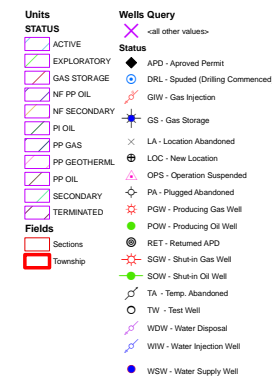 Units
STATUS
ACTIVE
EXPLORATORY
GAS STORAGE
NF PP OIL
NF SECONDARY
PI OIL
PP GAS
PP GEOTHERML
PP OIL
SECONDARY
TERMINATED
Fields
Sections
Township
Wells Query
<all other values>
Status
APD - Aproved Permit
DRL - Spuded (Drilling Commenced
GIW - Gas Injection
GS - Gas Storage
LA - Location Abandoned
LOC - New Location
OPS - Operation Suspended
PA - Plugged Abandoned
PGW - Producing Gas Well
POW - Producing Oil Well
RET - Returned APD
SGW - Shut-in Gas Well
SOW - Shut-in Oil Well
TA - Temp. Abandoned
TW - Test Well
WDW - Water Disposal
WIW - Water Injection Well
WSW - Water Supply Well